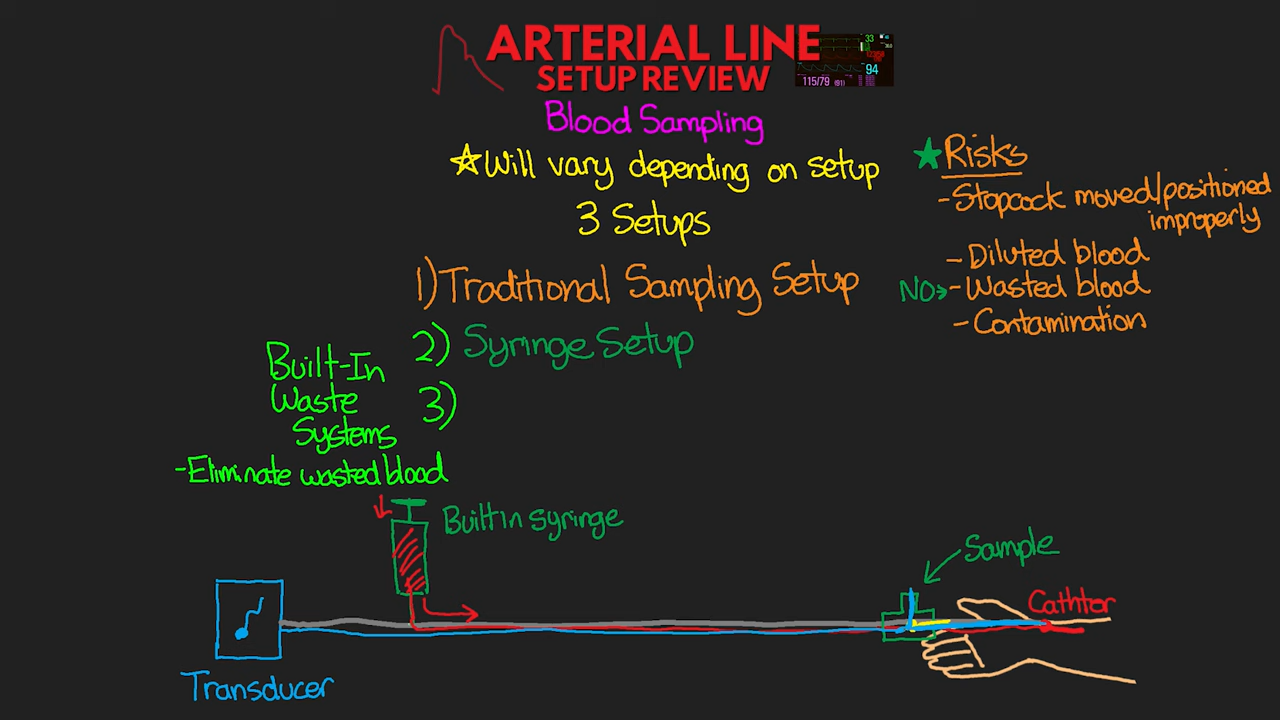 ARTERIAL LINE
SETUP REVIEW
33
94
115/79 (91)
Blood Sampling
☆Will vary depending on setup
3 Setups
1) Traditional Sampling Setup
2) Syringe Setup
3)
Built-In
Waste
Systems
-Eliminate wasted blood
★Risks
-Stopcock moved/positioned
improperly
-Diluted blood
NO→-Wasted blood
-Contamination
Built in syringe
Sample
Cathter
Transducer